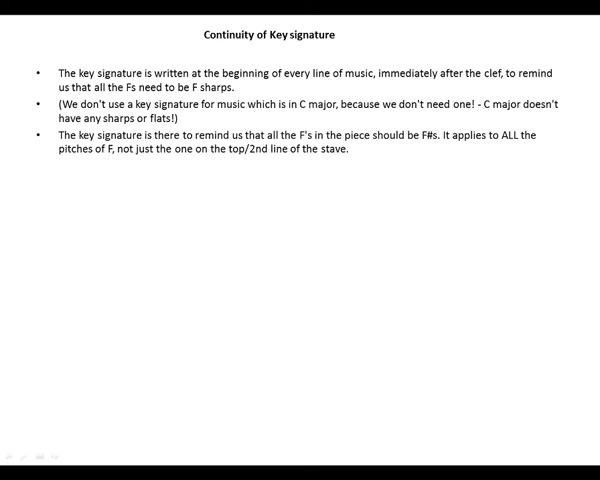 Continuity of Key signature
• The key signature is written at the beginning of every line of music, immediately after the clef, to remind
us that all the Fs need to be F sharps.
• (We don't use a key signature for music which is in C major, because we don't need one! - C major doesn't
have any sharps or flats!)
• The key signature is there to remind us that all the F's in the piece should be F#s. It applies to ALL the
pitches of F, not just the one on the top/2nd line of the stave.